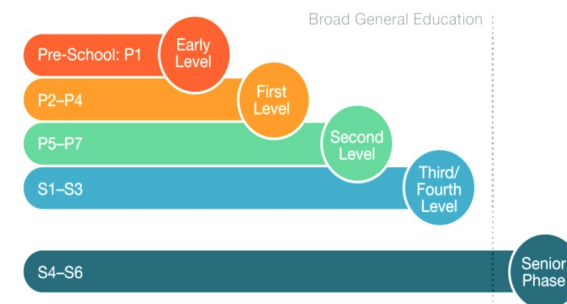 Broad General Education
Pre-School: P1
Early
Level
P2–P4
First
Level
P5–P7
Second
Level
S1–S3
Third/
Fourth
Level
S4–S6
Senior
Phase